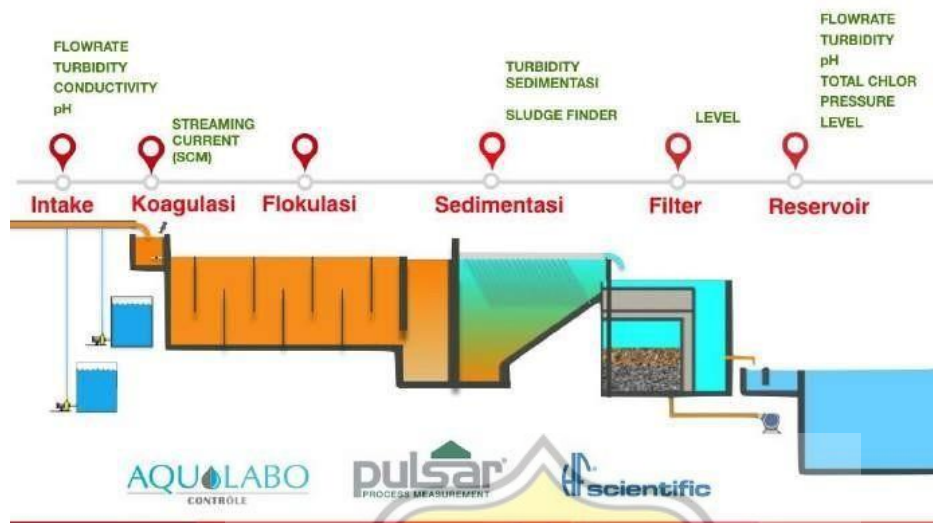 FLOWRATE
TURBIDITY
CONDUCTIVITY
pH
STREAMING
CURRENT
(SCM)
TURBIDITY
SEDIMENTASI
SLUDGE FINDER
LEVEL
FLOWRATE
TURBIDITY
pH
TOTAL CHLOR
PRESSURE
LEVEL
Intake
Koagulasi
Flokulasi
Sedimentasi
Filter
Reservoir
AQUALABO
CONTRÔLE
pulsar
PROCESS MEASUREMENT
HF scientific